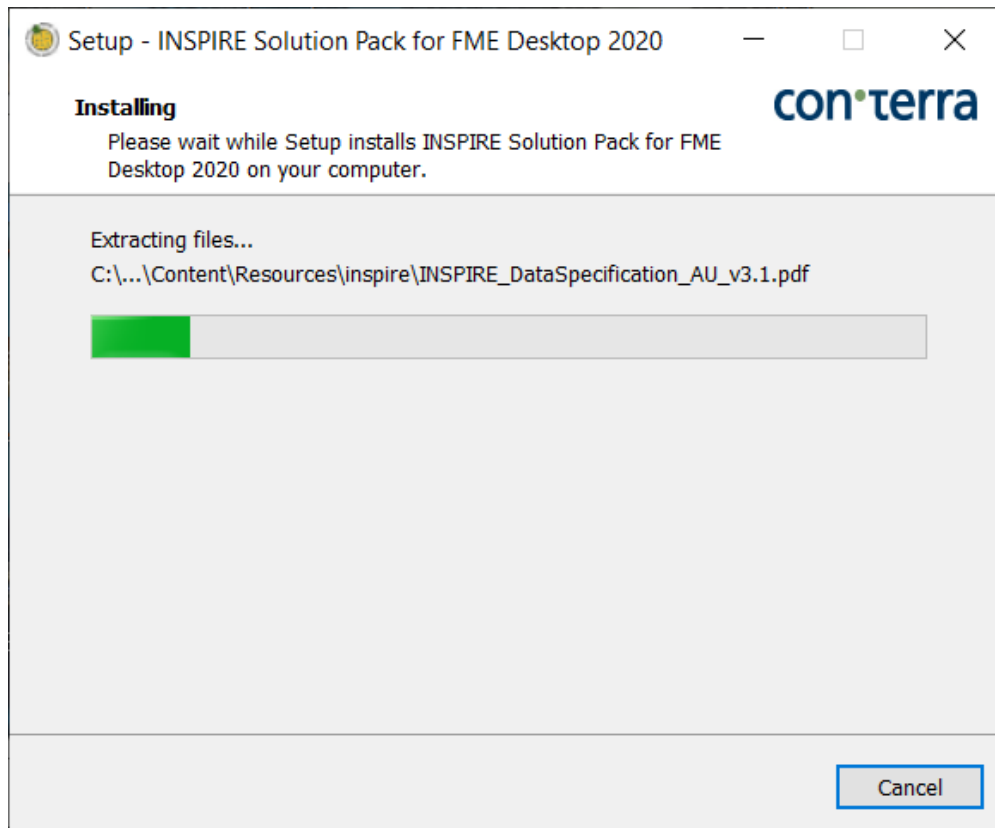 Setup - INSPIRE Solution Pack for FME Desktop 2020
Installing
con terra
Please wait while Setup installs INSPIRE Solution Pack for FME
Desktop 2020 on your computer.
Extracting files...
C:\...\Content\Resources\inspire\INSPIRE_DataSpecification_AU_v3.1.pdf
Cancel